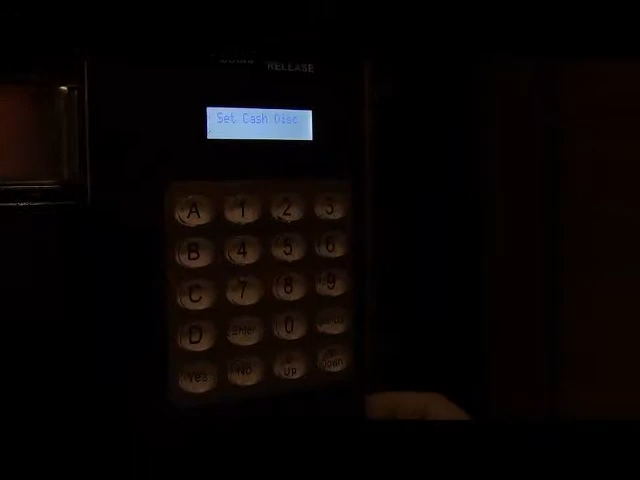 RELEASE
Set Cash Disc
A 1 2 3
B 4 5 6
C 7 8 9
D Enter 0
Yes No Up Down